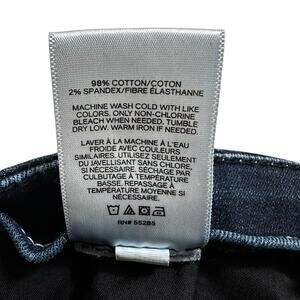 98% COTTON/COTON
2% SPANDEX/FIBRE ÉLASTHANNE
MACHINE WASH COLD WITH LIKE
COLORS. ONLY NON-CHLORINE
BLEACH WHEN NEEDED. TUMBLE
DRY LOW. WARM IRON IF NEEDED.
LAVER À LA MACHINE À L'EAU
FROIDE AVEC COULEURS
SIMILAIRES. UTILISEZ SEULEMENT
DU JAVELLISANT SANS CHLORE
SI NÉCESSAIRE. SÉCHAGE PAR
CULBUTAGE À TEMPÉRATURE
BASSE. REPASSAGE À
TEMPÉRATURE MOYENNE SI
NÉCESSAIRE.
RN# 55285